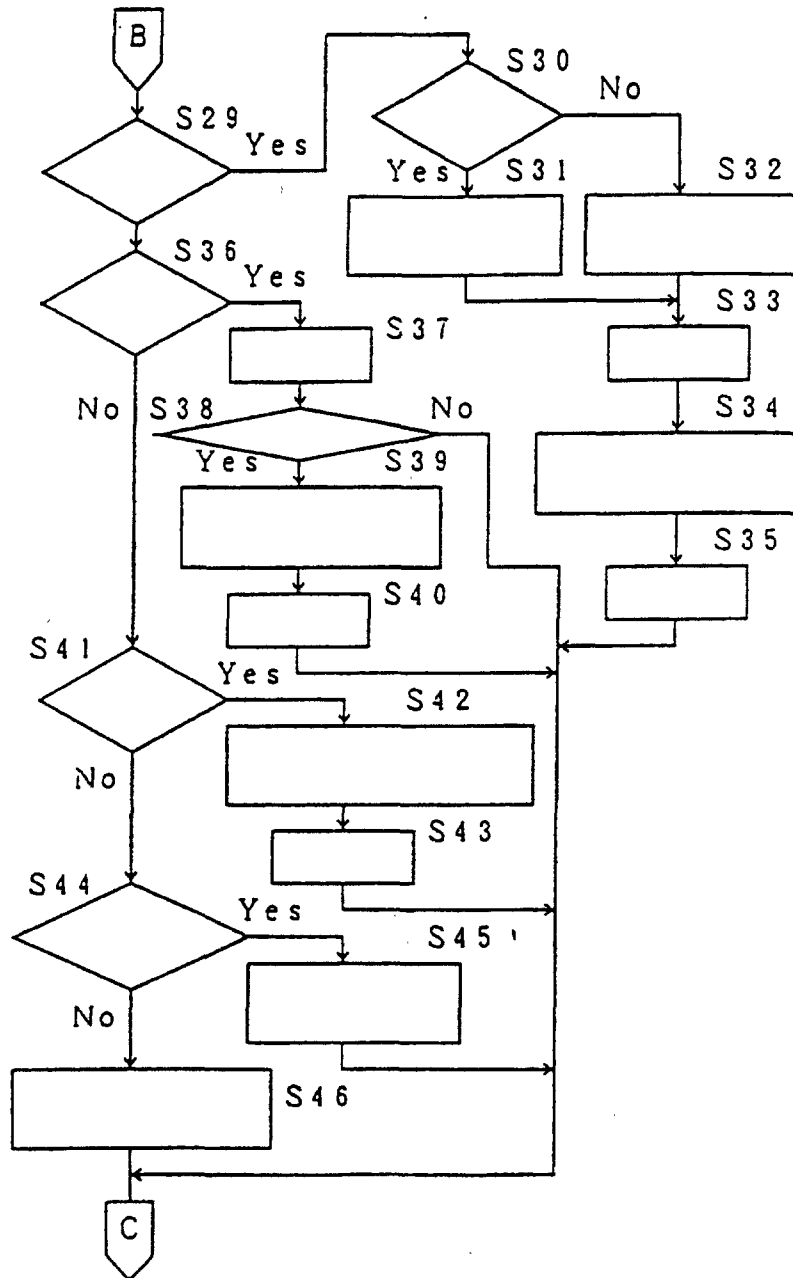 B
S30
No
S29
Yes
Yes
S31
S32
S36
Yes
S33
S37
No
S38
No
S34
Yes
S39
S35
S40
S41
Yes
S42
No
S43
S44
Yes
S45
No
S46
C